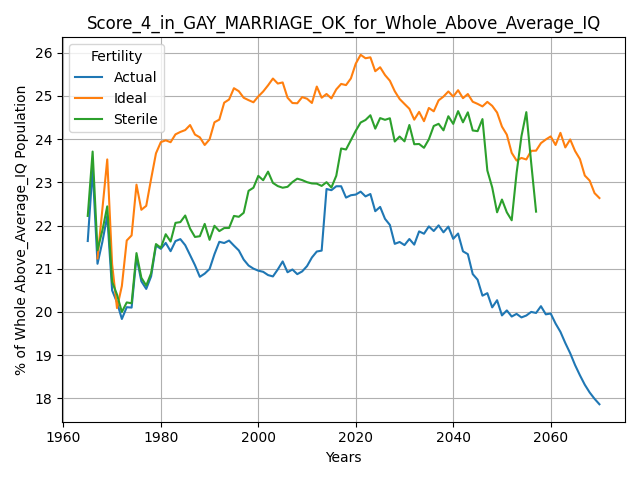 Score_4_in_GAY_MARRIAGE_OK_for_Whole_Above_Average_IQ
% of Whole Above_Average_IQ Population
26
25
24
23
22
21
20
19
18
Fertility
Actual
Ideal
Sterile
1960
1980
2000
2020
2040
2060
Years